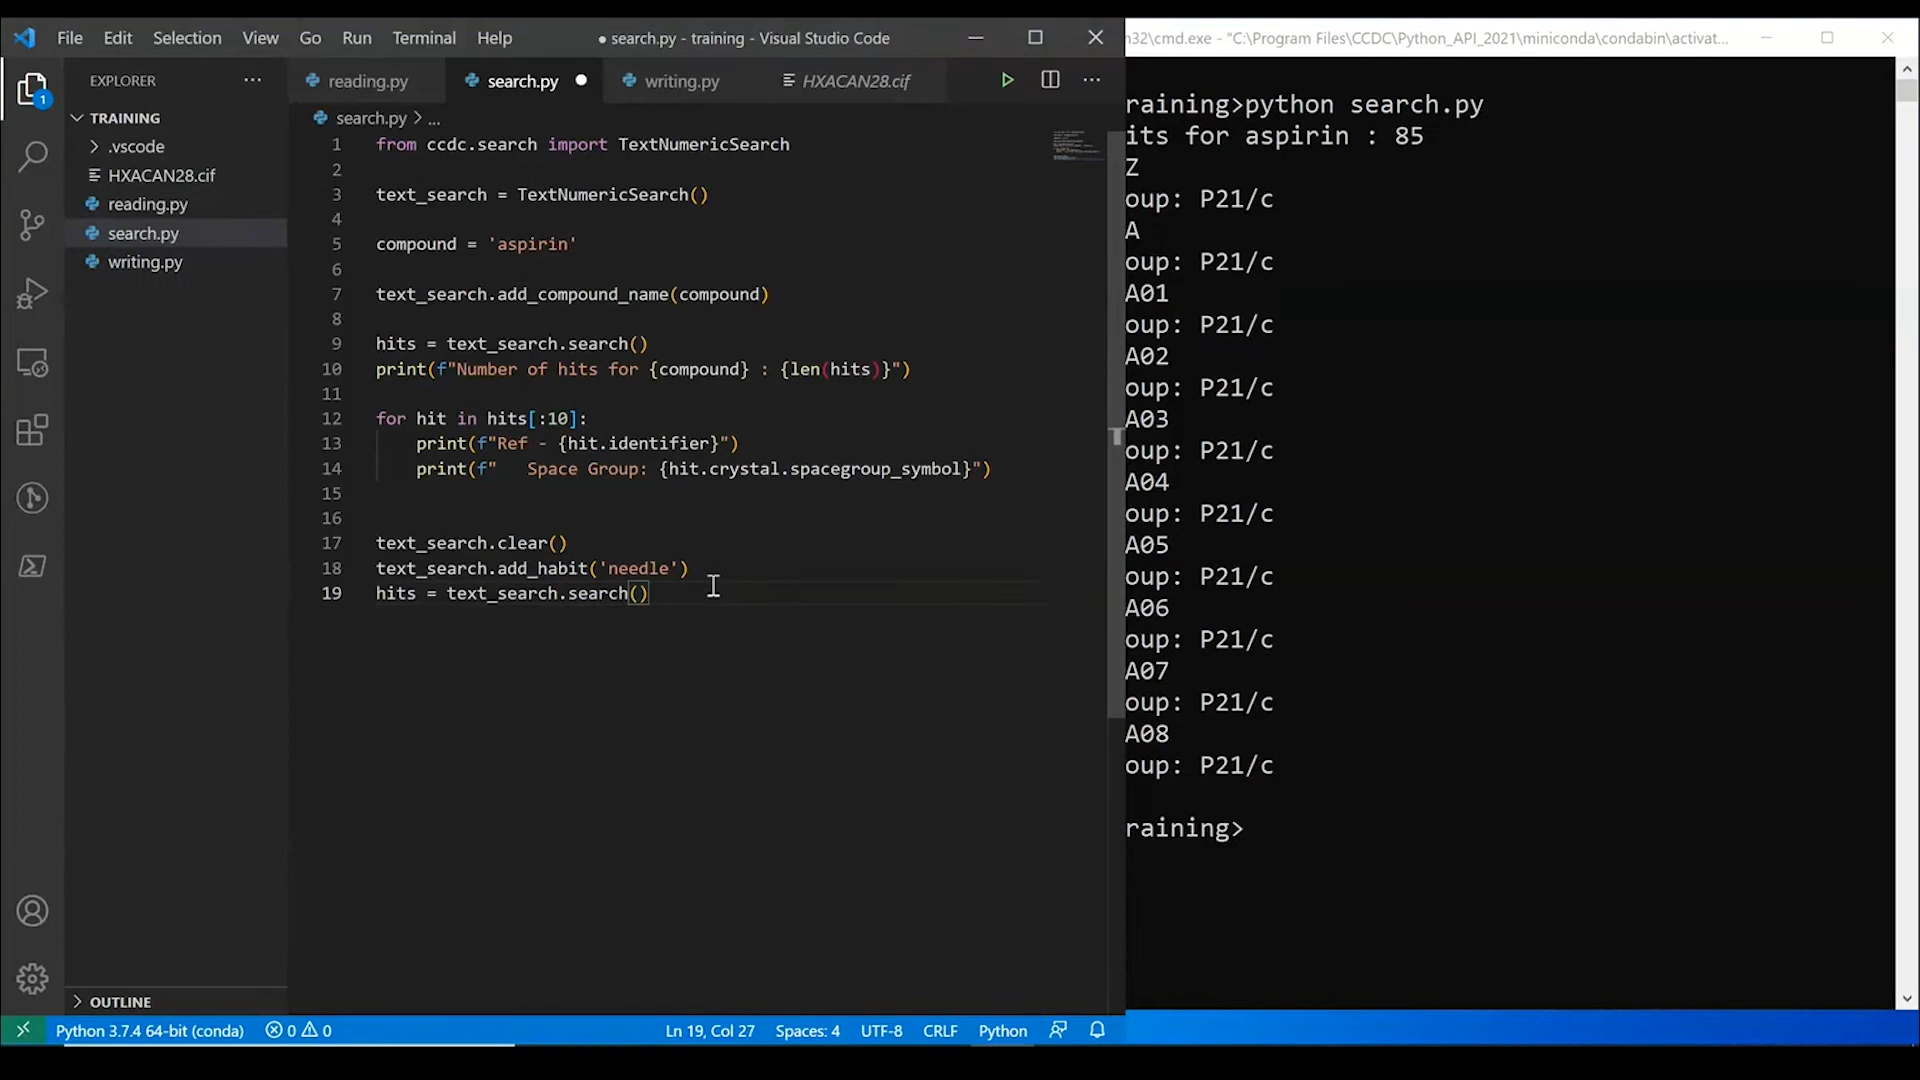 File Edit Selection View Go Run Terminal Help
● search.py - training - Visual Studio Code
EXPLORER
TRAINING
.vscode
HXACAN28.cif
reading.py
search.py
writing.py
OUTLINE
reading.py
search.py
writing.py
HXACAN28.cif
search.py > ...
1 from ccdc.search import TextNumericSearch
2
3 text_search = TextNumericSearch()
4
5 compound = 'aspirin'
6
7 text_search.add_compound_name(compound)
8
9 hits = text_search.search()
10 print(f"Number of hits for {compound} : {len(hits)}")
11
12 for hit in hits[:10]:
13 print(f"Ref - {hit.identifier}")
14 print(f"   Space Group: {hit.crystal.spacegroup_symbol}")
15
16
17 text_search.clear()
18 text_search.add_habit('needle')
19 hits = text_search.search()
1
Python 3.7.4 64-bit (conda) 0 0
Ln 19, Col 27 Spaces: 4 UTF-8 CRLF Python
n32\cmd.exe - "C:\Program Files\CCDC\Python_API_2021\miniconda\condabin\activat...
raining>python search.py
its for aspirin : 85
Z
oup: P21/c
A
oup: P21/c
A01
oup: P21/c
A02
oup: P21/c
A03
oup: P21/c
A04
oup: P21/c
A05
oup: P21/c
A06
oup: P21/c
A07
oup: P21/c
A08
oup: P21/c
raining>